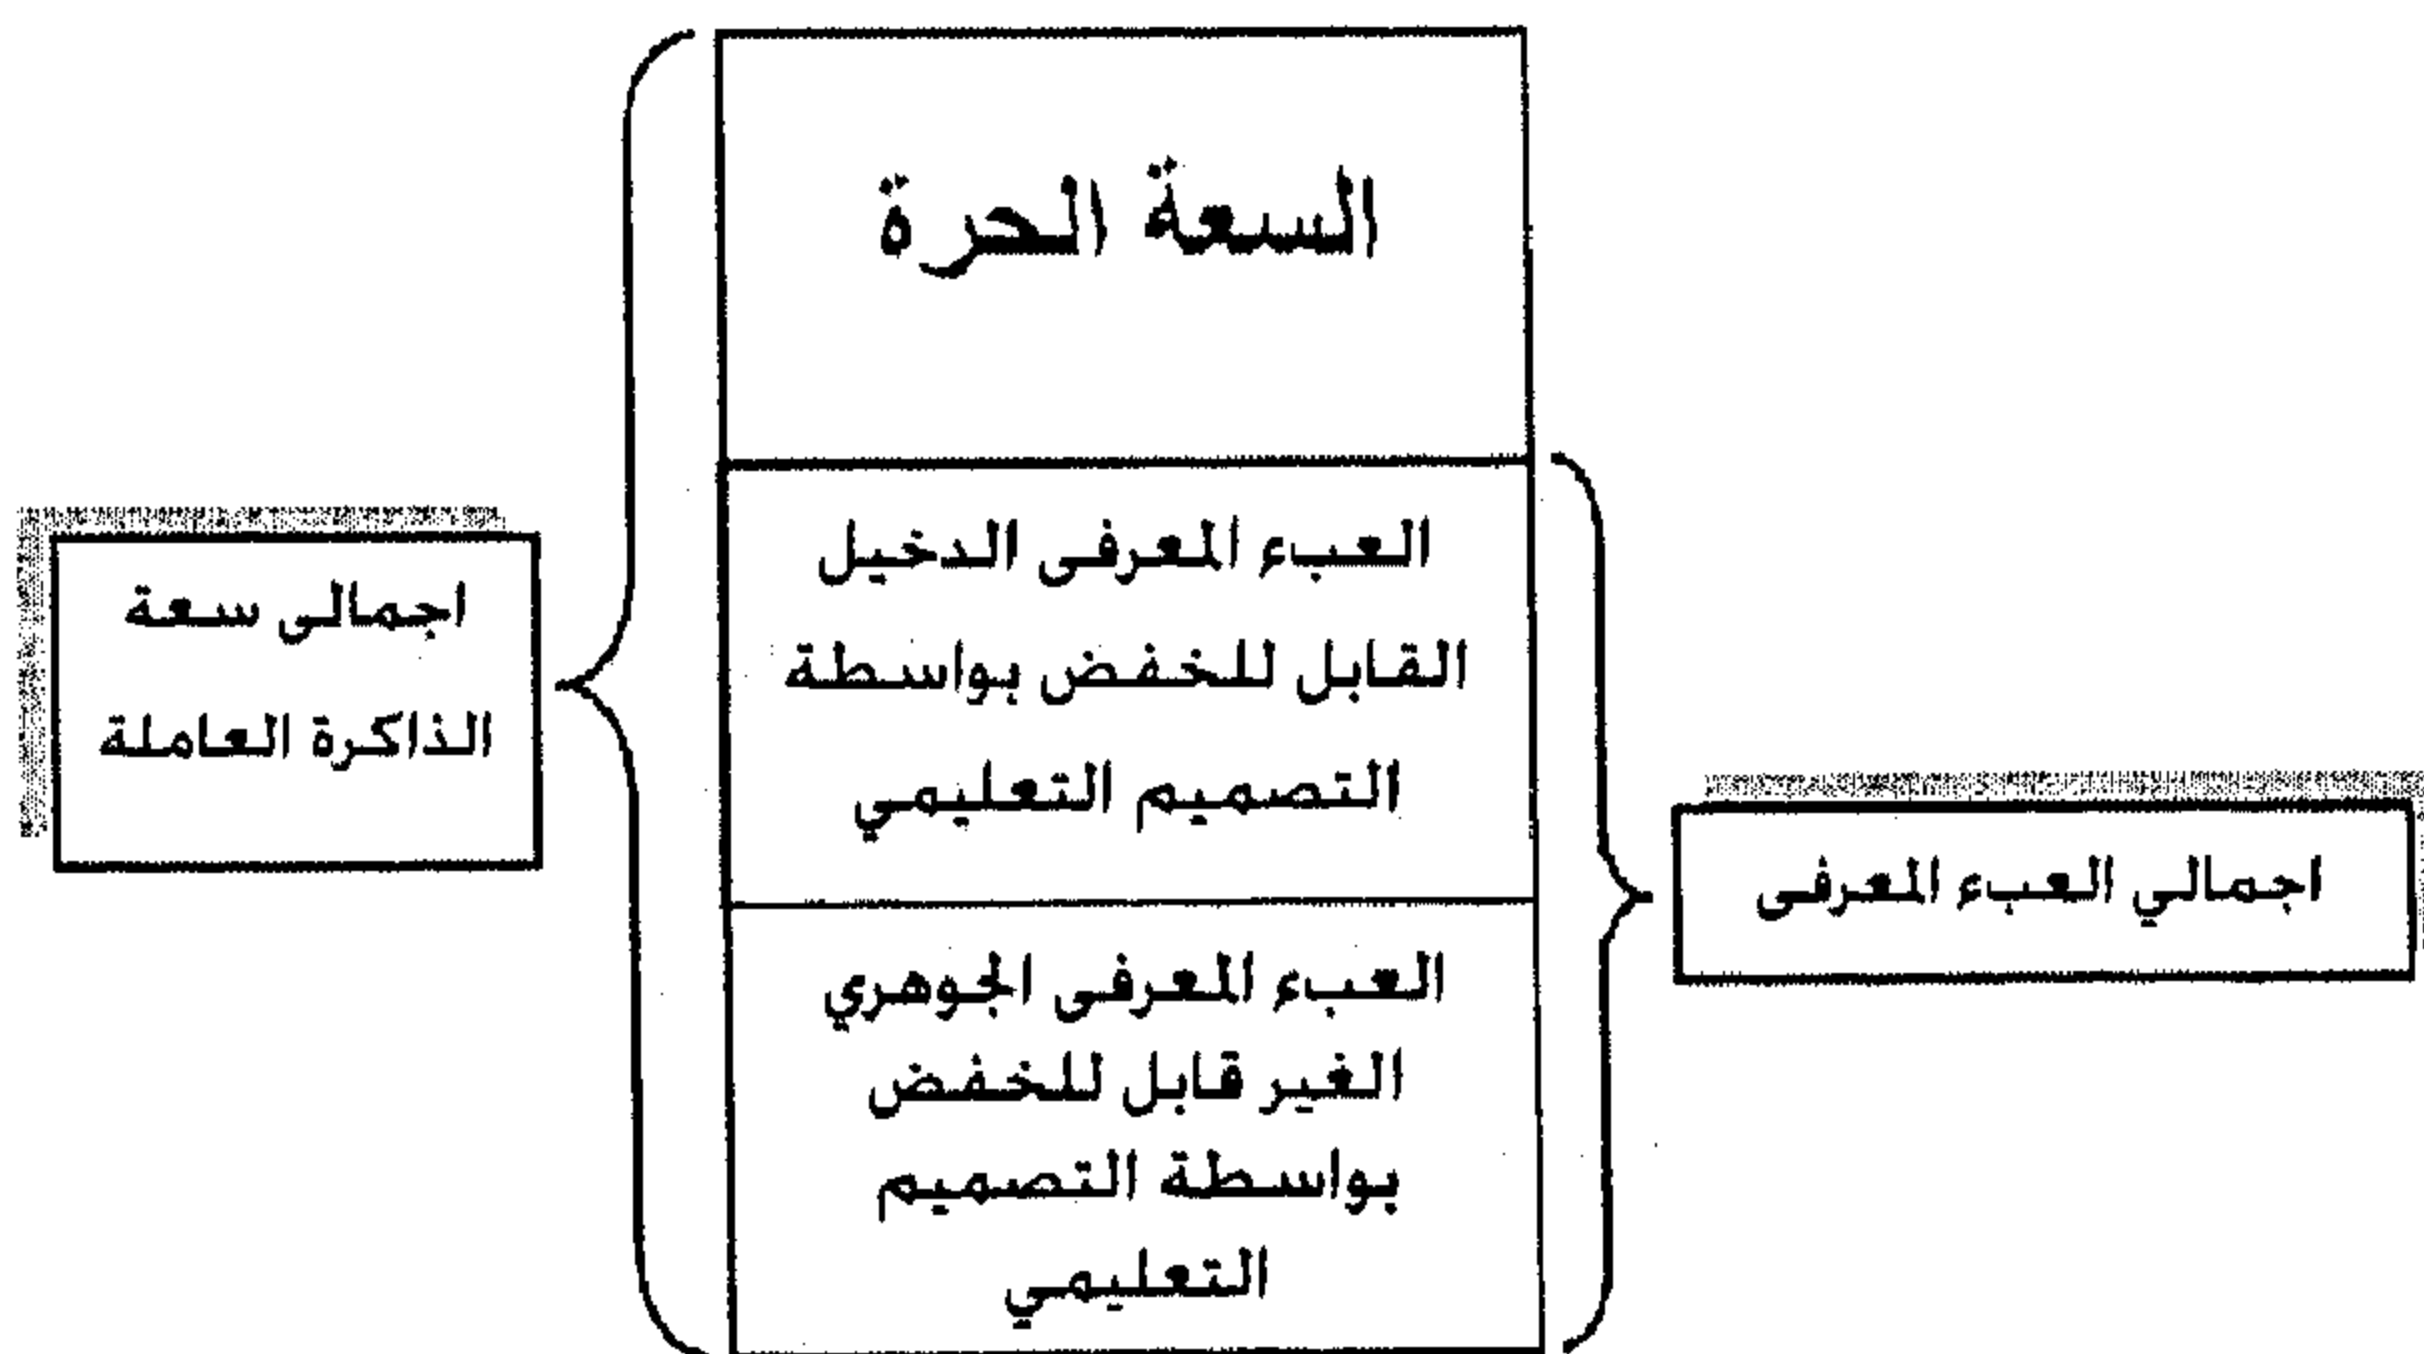 السعة الحرة
العبء المعرفى الدخيل
القابل للخفض بواسطة
التصميم التعليمي
العبء المعرفى الجوهري
الغير قابل للخفض
بواسطة التصميم
التعليمي
اجمالي العبء المعرفى
اجمالى سعة
الذاكرة العاملة